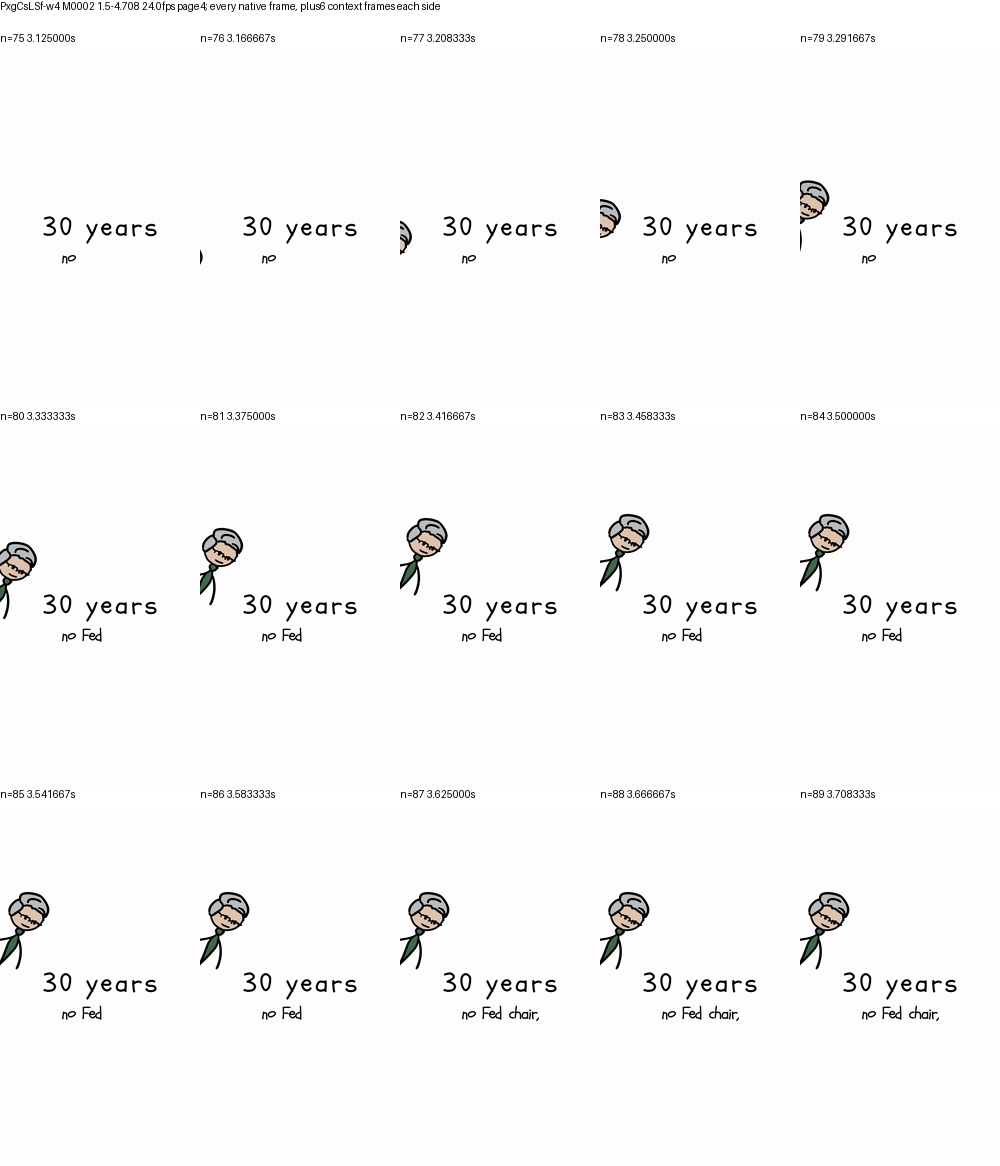 PxgCsLSf-w4 M0002 1.5-4.708 24.0fps page4; every native frame, plus6 context frames each side
n=75 3.125000s n=76 3.166667s n=77 3.208333s n=78 3.250000s n=79 3.291667s
30 years 30 years 30 years 30 years 30 years
no no no no no
n=80 3.333333s n=81 3.375000s n=82 3.416667s n=83 3.458333s n=84 3.500000s
30 years 30 years 30 years 30 years 30 years
no Fed no Fed no Fed no Fed no Fed
n=85 3.541667s n=86 3.583333s n=87 3.625000s n=88 3.666667s n=89 3.708333s
30 years 30 years 30 years 30 years 30 years
no Fed no Fed no Fed chair, no Fed chair, no Fed chair,